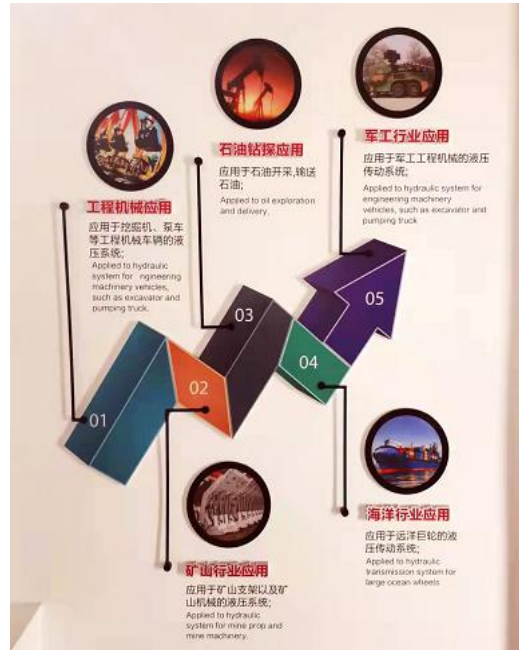 工程机械应用
应用于挖掘机、泵车
等工程机械车辆的液
压系统;
Applied to hydraulic
system for ngineering
machinery vehicles,
such as excavator and
pumping truck.
01
02
矿山行业应用
应用于矿山支架以及矿
山机械的液压系统;
Applied to hydraulic
system for mine prop and
mine machinery.
石油钻探应用
应用于石油开采,输送
石油;
Applied to oil exploration
and delivery.
03
04
海洋行业应用
应用于远洋巨轮的液
压传动系统;
Applied to hydraulic
transmission system for
large ocean wheels
军工行业应用
应用于军工工程机械的液压
传动系统;
Applied to hydraulic system for
engineering machinery
vehicles, such as excavator and
pumping truck
05